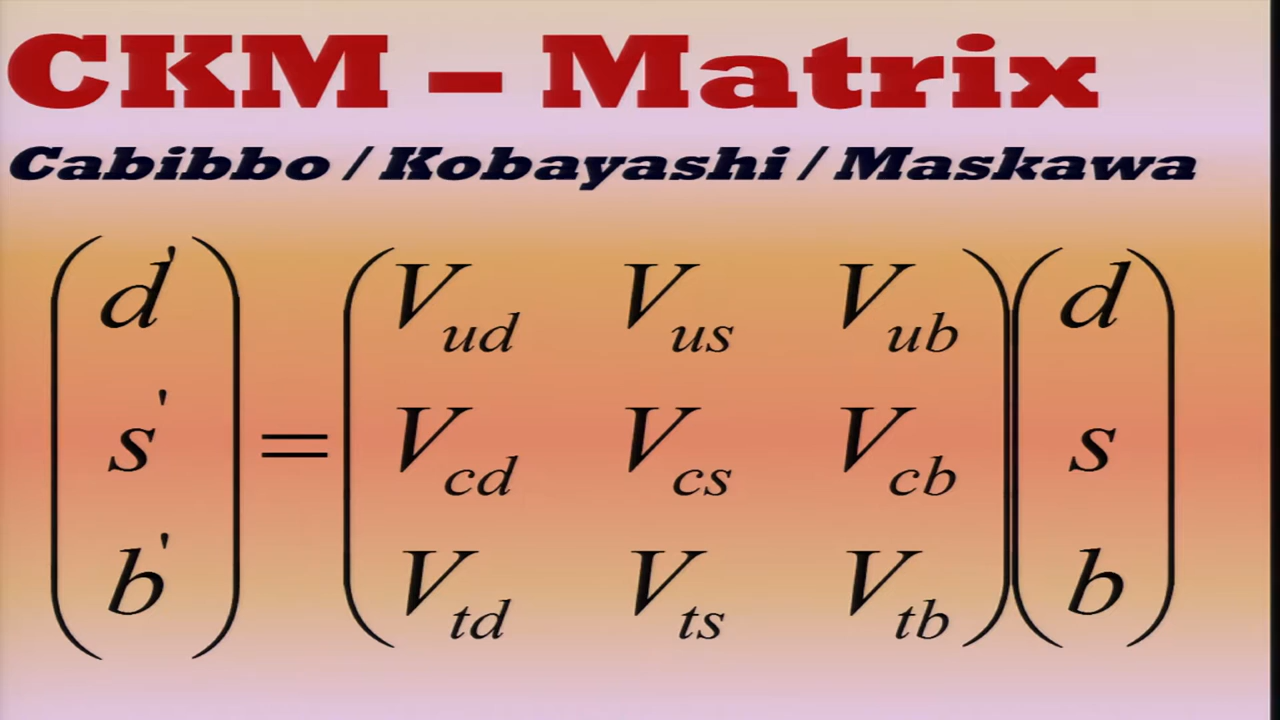 CKM – Matrix
Cabibbo / Kobayashi / Maskawa
d' = V_ud V_us V_ub d
s' V_cd V_cs V_cb s
b' V_td V_ts V_tb b